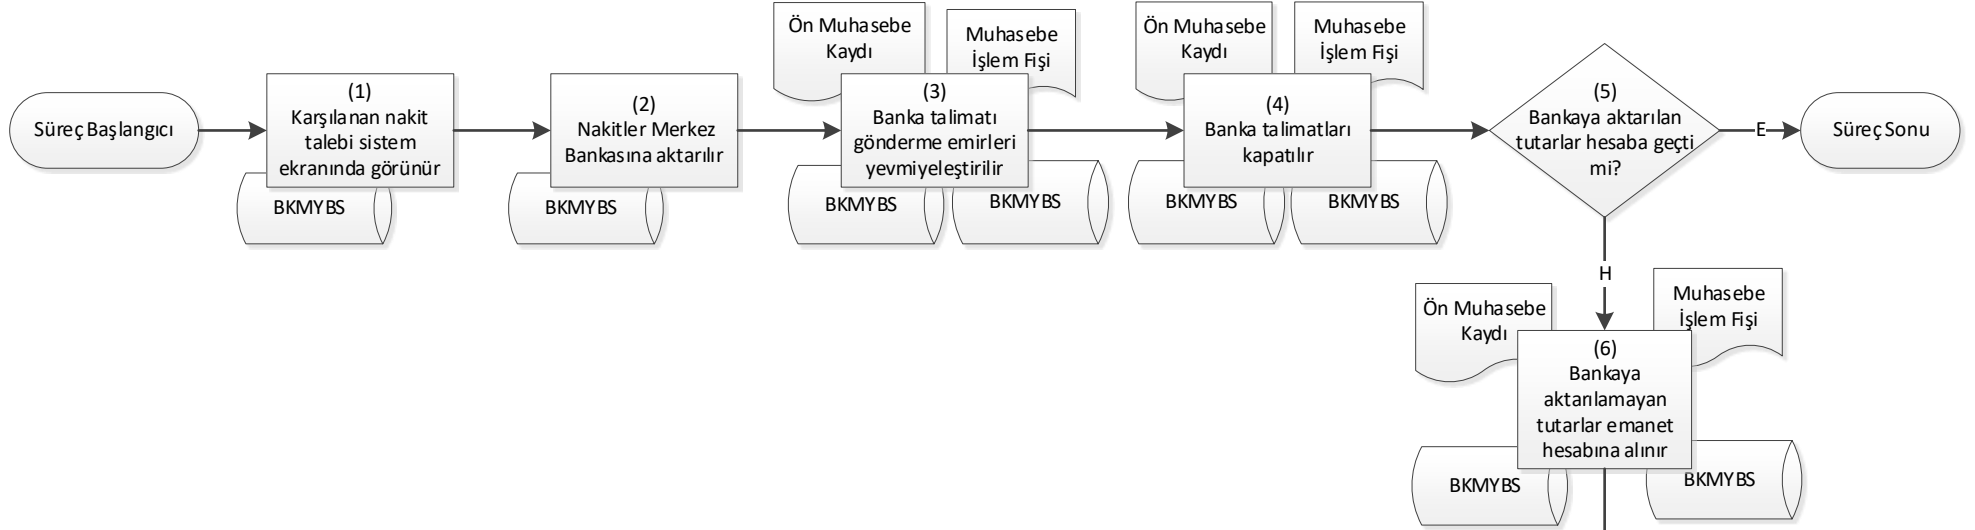 Süreç Başlangıcı
(1)
Karşılanan nakit
talebi sistem
ekranında görünür
BKMYBS
(2)
Nakitler Merkez
Bankasına aktarılır
BKMYBS
Ön Muhasebe
Kaydı
Muhasebe
İşlem Fişi
(3)
Banka talimatı
gönderme emirleri
yevmiyeleştirilir
BKMYBS
BKMYBS
Ön Muhasebe
Kaydı
Muhasebe
İşlem Fişi
(4)
Banka talimatları
kapatılır
BKMYBS
BKMYBS
(5)
Bankaya aktarılan
tutarlar hesaba geçti
mi?
E
Süreç Sonu
H
Ön Muhasebe
Kaydı
Muhasebe
İşlem Fişi
(6)
Bankaya
aktarılamayan
tutarlar emanet
hesabına alınır
BKMYBS
BKMYBS